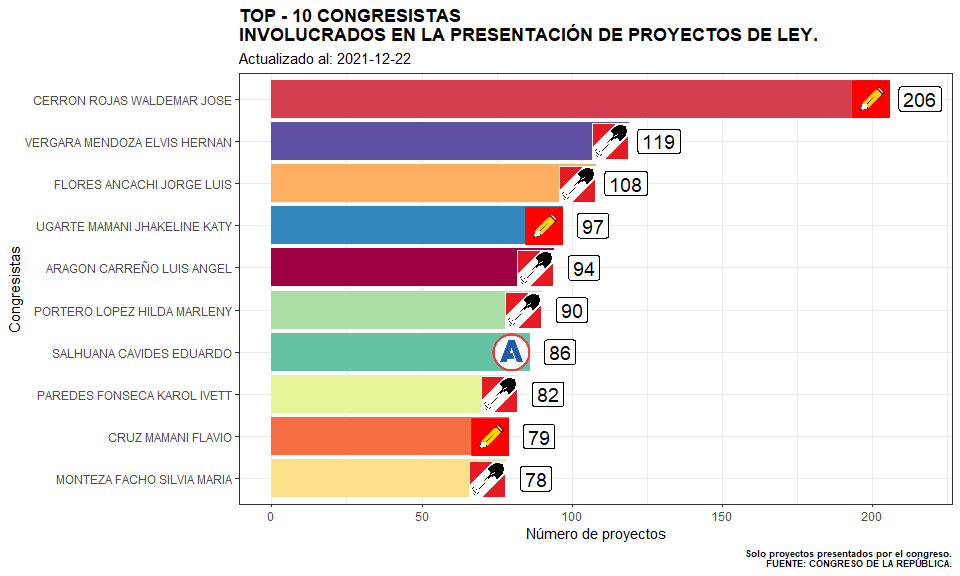 TOP - 10 CONGRESISTAS
INVOLUCRADOS EN LA PRESENTACIÓN DE PROYECTOS DE LEY.
Actualizado al: 2021-12-22
Congresistas
CERRON ROJAS WALDEMAR JOSE 206
VERGARA MENDOZA ELVIS HERNAN 119
FLORES ANCACHI JORGE LUIS 108
UGARTE MAMANI JHAKELINE KATY 97
ARAGON CARREÑO LUIS ANGEL 94
PORTERO LOPEZ HILDA MARLENY 90
SALHUANA CAVIDES EDUARDO A 86
PAREDES FONSECA KAROL IVETT 82
CRUZ MAMANI FLAVIO 79
MONTEZA FACHO SILVIA MARIA 78
0 50 100 150 200
Número de proyectos
Solo proyectos presentados por el congreso.
FUENTE: CONGRESO DE LA REPÚBLICA.